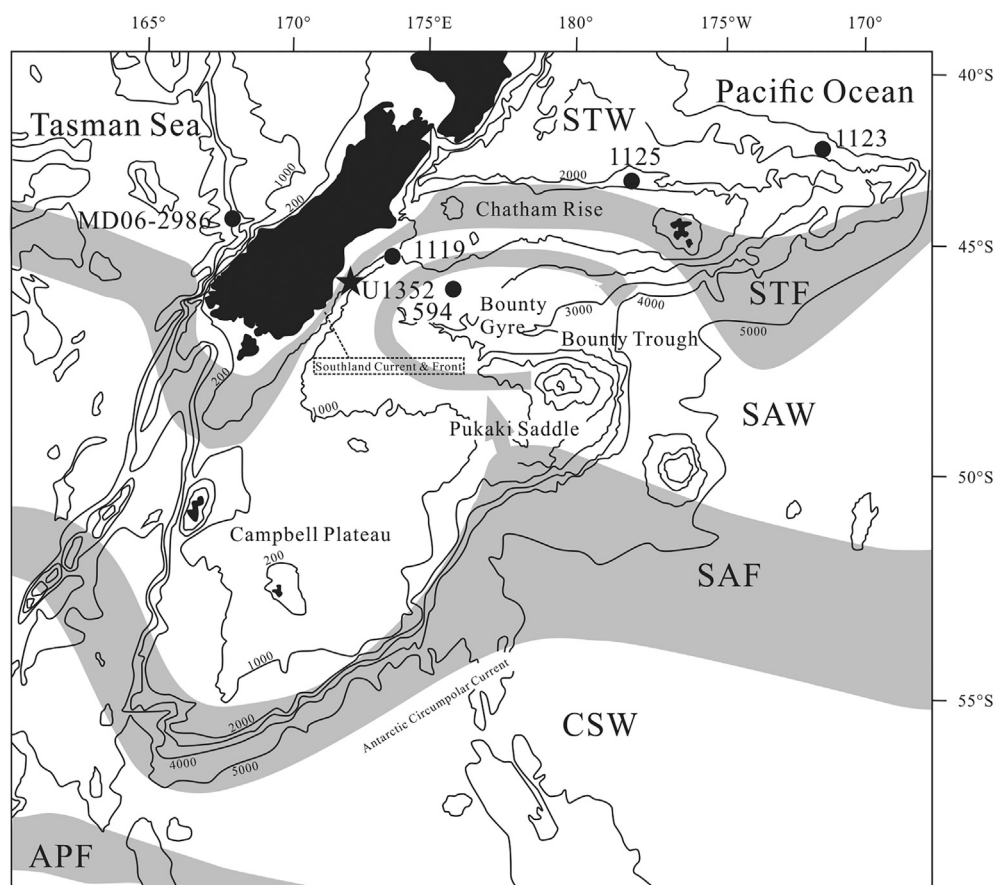 165° 170° 175°E 180° 175°W 170°
40°S
Pacific Ocean
Tasman Sea
STW
1123
1125
1000
2000
200
MD06-2986
Chatham Rise
1119
45°S
U1352
STF
594
Bounty
Gyre
3000
4000
5000
Bounty Trough
Southland Current & Front
200
1000
SAW
Pukaki Saddle
50°S
Campbell Plateau
200
SAF
1000
Antarctic Circumpolar Current
55°S
2000
CSW
4000
5000
APF